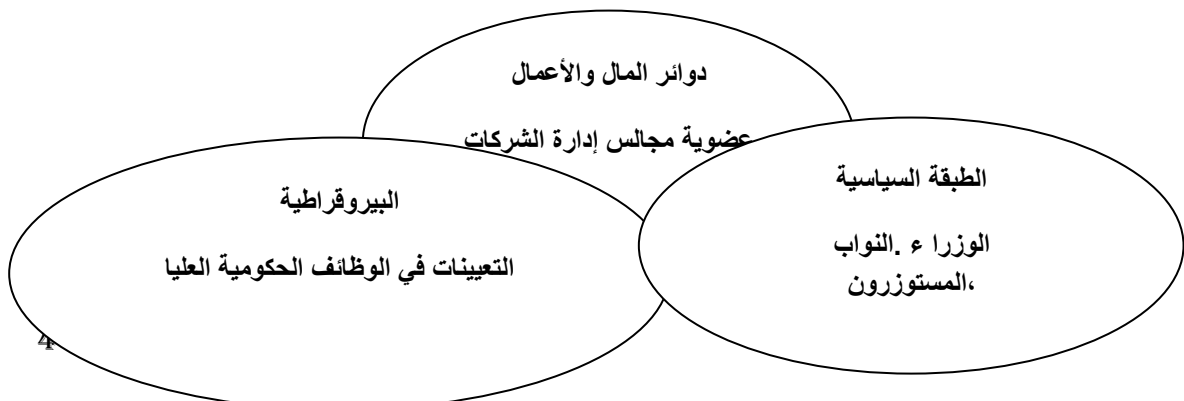 دوائر المال والأعمال
عضوية مجالس إدارة الشركات
الطبقة السياسية
الوزرا ء .النواب
،المستوزرون
البيروقراطية
التعيينات في الوظائف الحكومية العليا
4